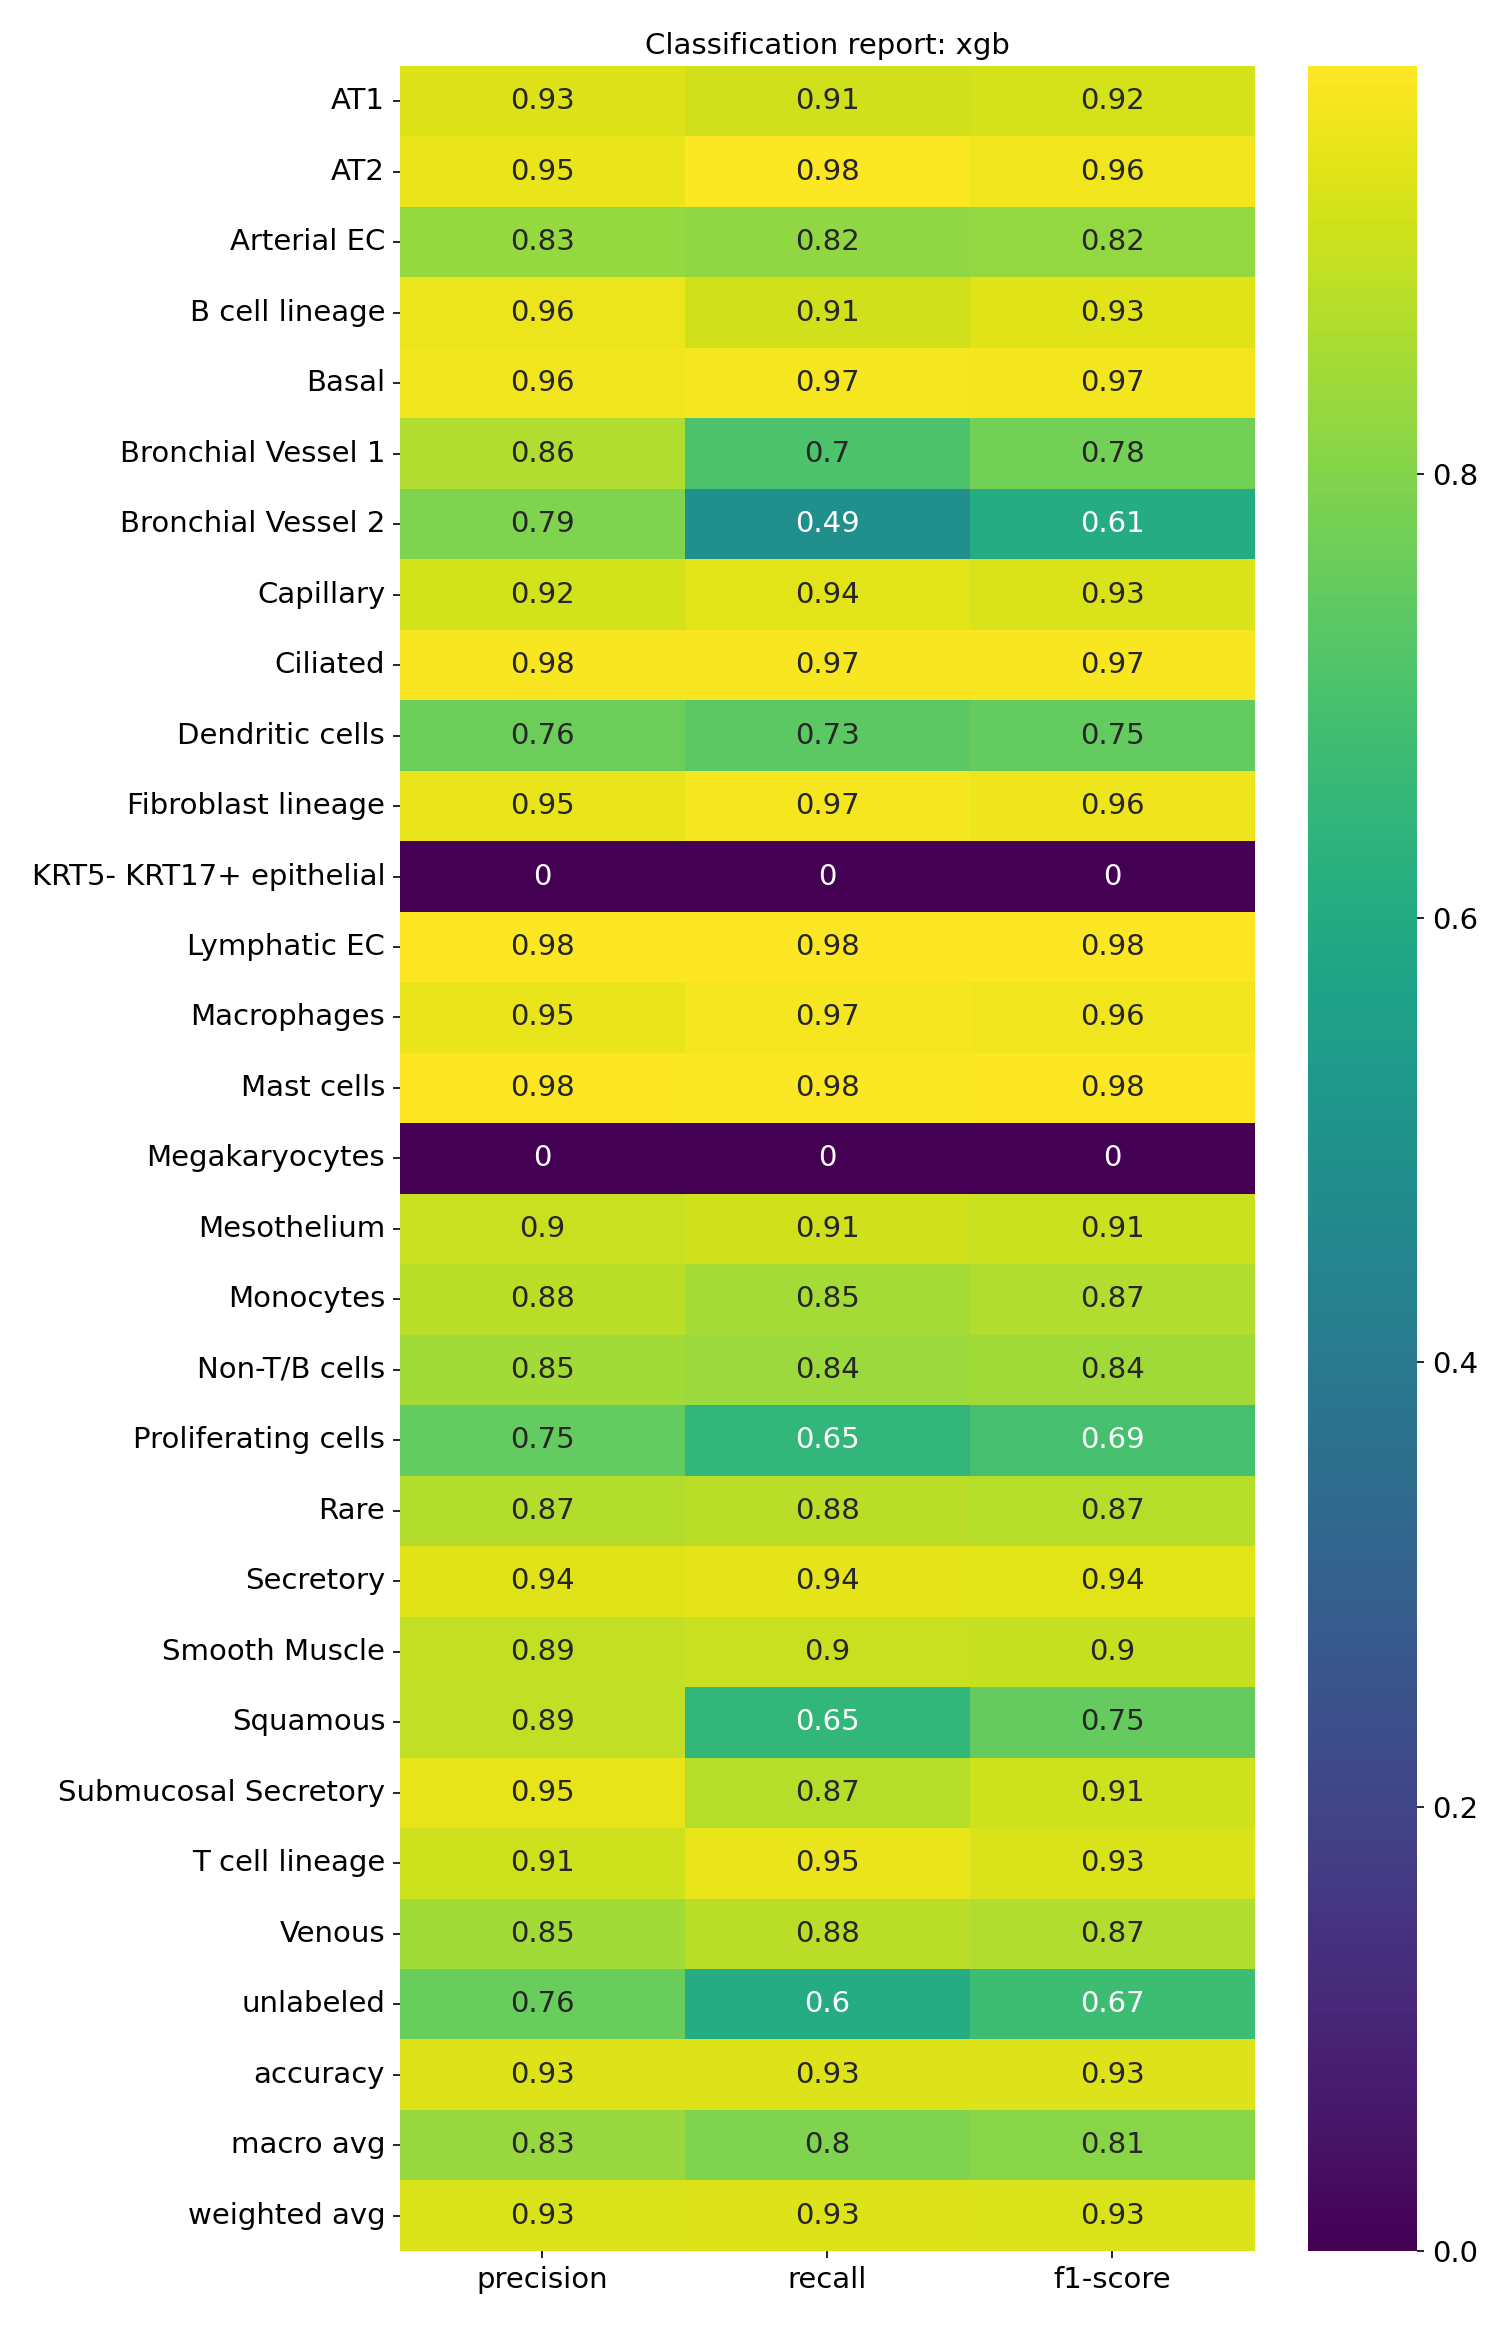 Classification report: xgb
AT1 0.93 0.91 0.92
AT2 0.95 0.98 0.96
Arterial EC 0.83 0.82 0.82
B cell lineage 0.96 0.91 0.93
Basal 0.96 0.97 0.97
Bronchial Vessel 1 0.86 0.7 0.78
Bronchial Vessel 2 0.79 0.49 0.61
Capillary 0.92 0.94 0.93
Ciliated 0.98 0.97 0.97
Dendritic cells 0.76 0.73 0.75
Fibroblast lineage 0.95 0.97 0.96
KRT5- KRT17+ epithelial 0 0 0
Lymphatic EC 0.98 0.98 0.98
Macrophages 0.95 0.97 0.96
Mast cells 0.98 0.98 0.98
Megakaryocytes 0 0 0
Mesothelium 0.9 0.91 0.91
Monocytes 0.88 0.85 0.87
Non-T/B cells 0.85 0.84 0.84
Proliferating cells 0.75 0.65 0.69
Rare 0.87 0.88 0.87
Secretory 0.94 0.94 0.94
Smooth Muscle 0.89 0.9 0.9
Squamous 0.89 0.65 0.75
Submucosal Secretory 0.95 0.87 0.91
T cell lineage 0.91 0.95 0.93
Venous 0.85 0.88 0.87
unlabeled 0.76 0.6 0.67
accuracy 0.93 0.93 0.93
macro avg 0.83 0.8 0.81
weighted avg 0.93 0.93 0.93
precision recall f1-score
0.8
0.6
0.4
0.2
0.0